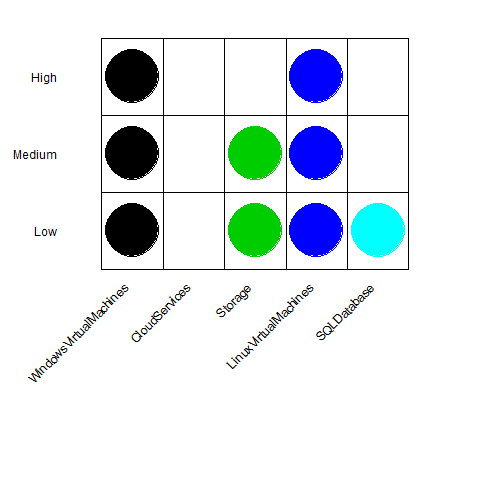 High
Medium
Low
WindowsVirtualMachines
CloudServices
Storage
LinuxVirtualMachines
SQLDatabase